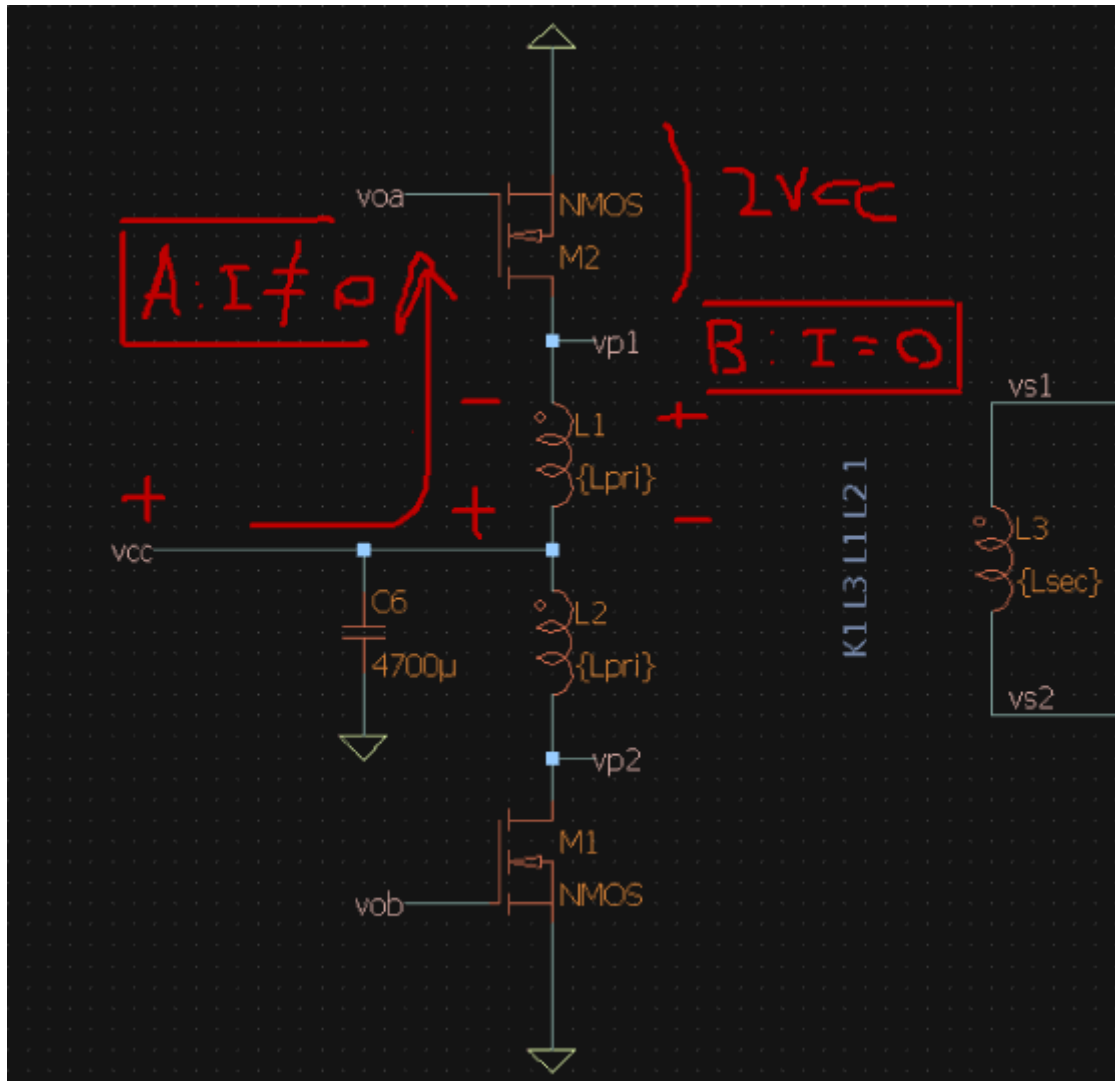 voa
NMOS
M2
2VCC
A: I ≠ 0
B: I = 0
vp1
-
+
L1
{Lpri}
vs1
+
+
-
vcc
K1 L3 L1 L2 1
L3
{Lsec}
C6
4700µ
L2
{Lpri}
vs2
vp2
M1
NMOS
vob